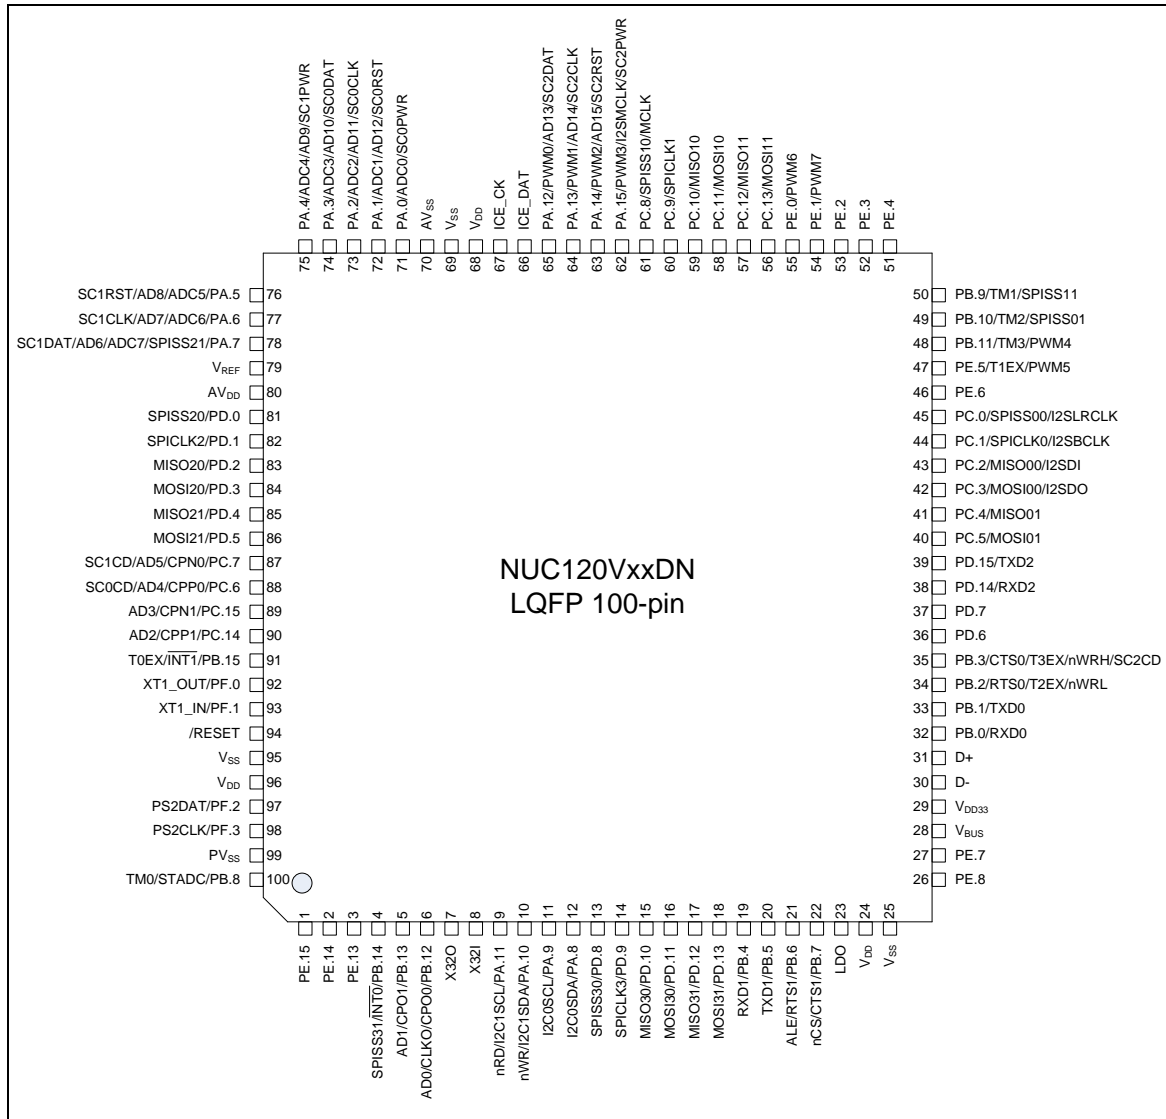 PA.4/ADC4/AD9/SC1PWR
PA.3/ADC3/AD10/SC0DAT
PA.2/ADC2/AD11/SC0CLK
PA.1/ADC1/AD12/SC0RST
PA.0/ADC0/SC0PWR
AVSS
VSS
VDD
ICE_CK
ICE_DAT
PA.12/PWM0/AD13/SC2DAT
PA.13/PWM1/AD14/SC2CLK
PA.14/PWM2/AD15/SC2RST
PA.15/PWM3/I2SMCLK/SC2PWR
PC.8/SPISS10/MCLK
PC.9/SPICLK1
PC.10/MISO10
PC.11/MOSI10
PC.12/MISO11
PC.13/MOSI11
PE.0/PWM6
PE.1/PWM7
PE.2
PE.3
PE.4
75 74 73 72 71 70 69 68 67 66 65 64 63 62 61 60 59 58 57 56 55 54 53 52 51
SC1RST/AD8/ADC5/PA.5 76
SC1CLK/AD7/ADC6/PA.6 77
SC1DAT/AD6/ADC7/SPISS21/PA.7 78
VREF 79
AVDD 80
SPISS20/PD.0 81
SPICLK2/PD.1 82
MISO20/PD.2 83
MOSI20/PD.3 84
MISO21/PD.4 85
MOSI21/PD.5 86
SC1CD/AD5/CPN0/PC.7 87
SC0CD/AD4/CPP0/PC.6 88
AD3/CPN1/PC.15 89
AD2/CPP1/PC.14 90
T0EX/INT1/PB.15 91
XT1_OUT/PF.0 92
XT1_IN/PF.1 93
/RESET 94
VSS 95
VDD 96
PS2DAT/PF.2 97
PS2CLK/PF.3 98
PVSS 99
TM0/STADC/PB.8 100
NUC120VxxDN
LQFP 100-pin
50 PB.9/TM1/SPISS11
49 PB.10/TM2/SPISS01
48 PB.11/TM3/PWM4
47 PE.5/T1EX/PWM5
46 PE.6
45 PC.0/SPISS00/I2SLRCLK
44 PC.1/SPICLK0/I2SBCLK
43 PC.2/MISO00/I2SDI
42 PC.3/MOSI00/I2SDO
41 PC.4/MISO01
40 PC.5/MOSI01
39 PD.15/TXD2
38 PD.14/RXD2
37 PD.7
36 PD.6
35 PB.3/CTS0/T3EX/nWRH/SC2CD
34 PB.2/RTS0/T2EX/nWRL
33 PB.1/TXD0
32 PB.0/RXD0
31 D+
30 D-
29 VDD33
28 VBUS
27 PE.7
26 PE.8
1 2 3 4 5 6 7 8 9 10 11 12 13 14 15 16 17 18 19 20 21 22 23 24 25
PE.15
PE.14
PE.13
SPISS31/INT0/PB.14
AD1/CPO1/PB.13
AD0/CLKO/CPO0/PB.12
X32O
X32I
nRD/I2C1SCL/PA.11
nWR/I2C1SDA/PA.10
I2C0SCL/PA.9
I2C0SDA/PA.8
SPISS30/PD.8
SPICLK3/PD.9
MISO30/PD.10
MOSI30/PD.11
MISO31/PD.12
MOSI31/PD.13
RXD1/PB.4
TXD1/PB.5
ALE/RTS1/PB.6
nCS/CTS1/PB.7
LDO
VDD
VSS